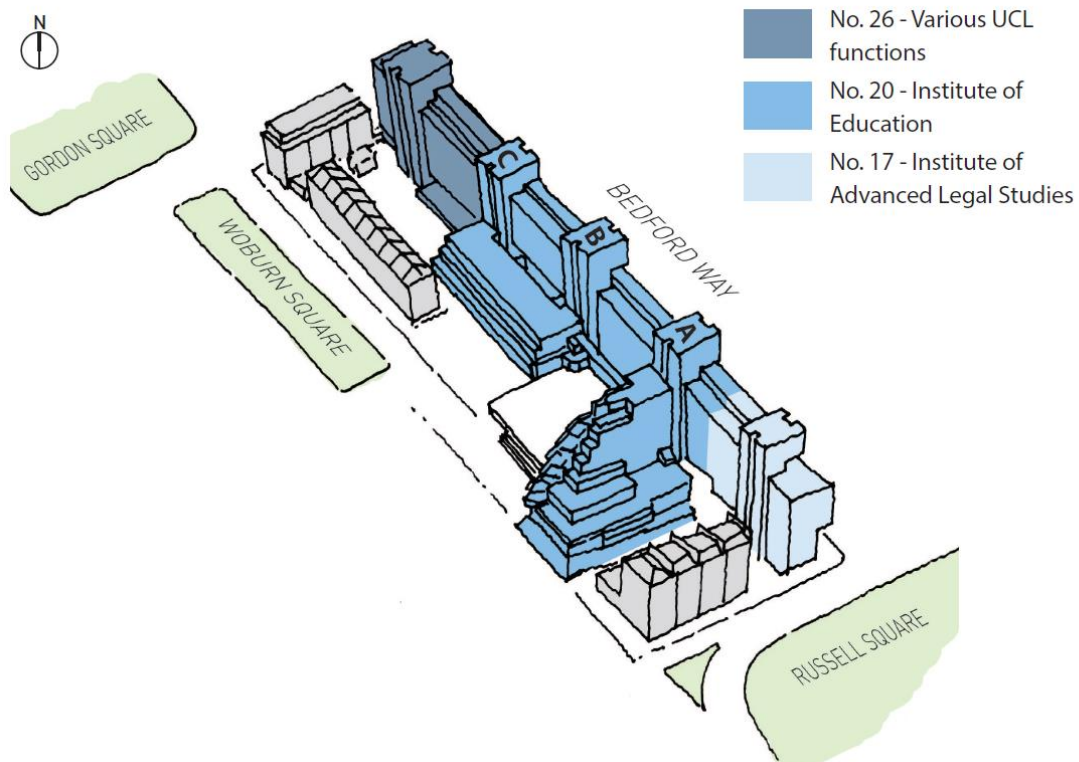 N
No. 26 - Various UCL
functions
No. 20 - Institute of
Education
No. 17 - Institute of
Advanced Legal Studies
GORDON SQUARE
WOBURN SQUARE
BEDFORD WAY
C
B
A
RUSSELL SQUARE